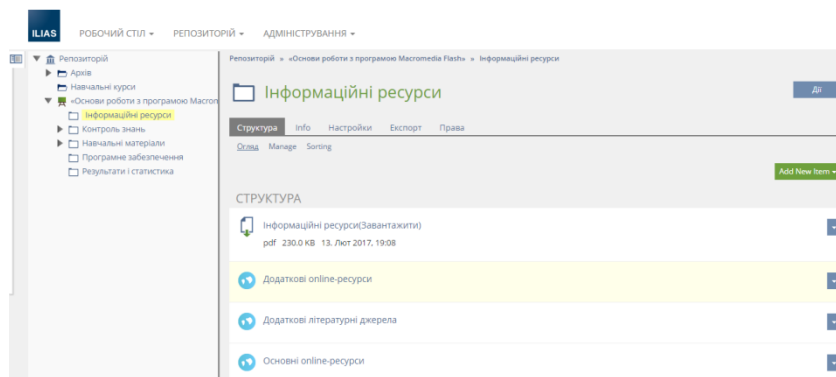 ILIAS
РОБОЧИЙ СТІЛ РЕПОЗИТОРІЙ АДМІНІСТРУВАННЯ
Репозиторій
Архів
Навчальні курси
«Основи роботи з програмою Macron
Інформаційні ресурси
Контроль знань
Навчальні матеріали
Програмне забезпечення
Результати і статистика
Репозиторій » «Основи роботи з програмою Macromedia Flash» » Інформаційні ресурси
Інформаційні ресурси
Дії
Структура Info Настройки Експорт Права
Огляд Manage Sorting
Add New Item
СТРУКТУРА
Інформаційні ресурси(Завантажити)
pdf 230.0 KB 13. Лют 2017, 19:08
Додаткові online-ресурси
Додаткові літературні джерела
Основні online-ресурси